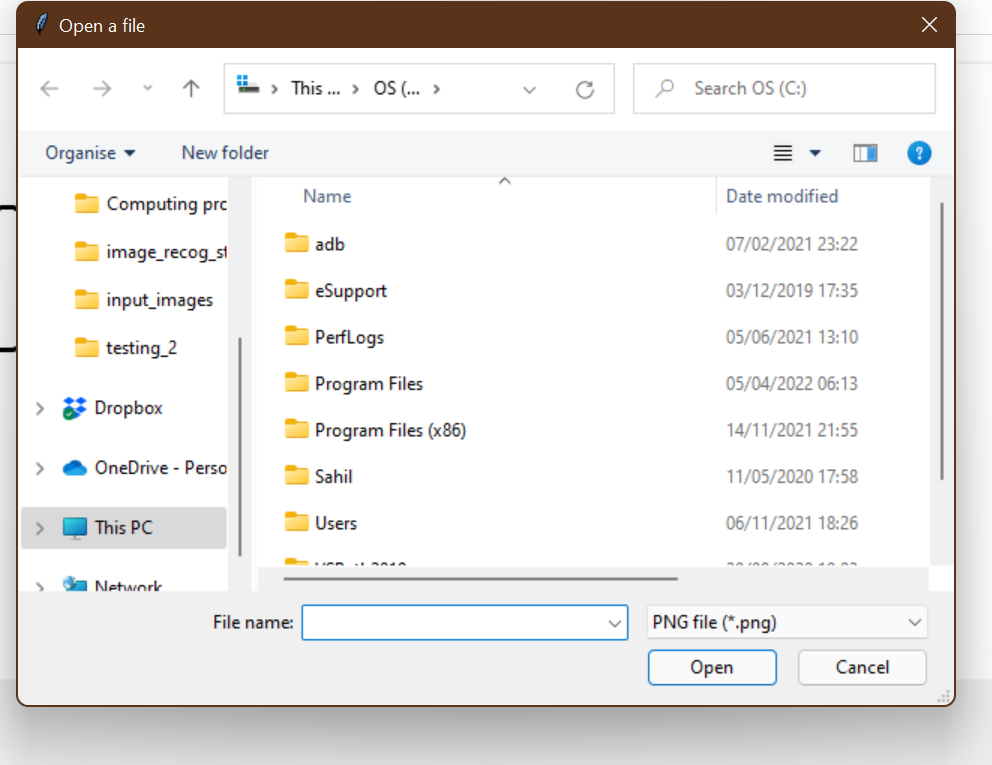 Open a file
This ... OS (... Search OS (C:)
Organise New folder
Name Date modified
Computing pro
image_recog_st
input_images
testing_2
Dropbox
OneDrive - Perso
This PC
Network
adb 07/02/2021 23:22
eSupport 03/12/2019 17:35
PerfLogs 05/06/2021 13:10
Program Files 05/04/2022 06:13
Program Files (x86) 14/11/2021 21:55
Sahil 11/05/2020 17:58
Users 06/11/2021 18:26
File name: PNG file (*.png)
Open Cancel